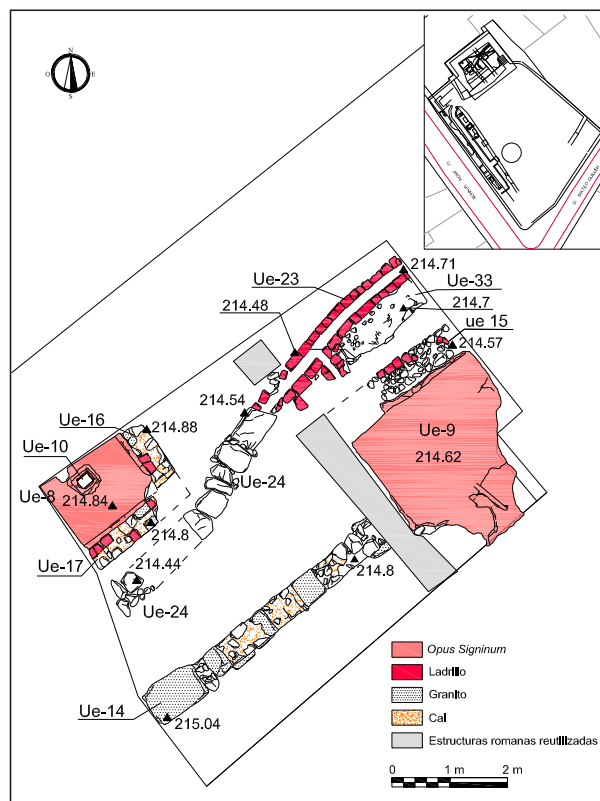 N
O
E
S
C/ MATEO GUILEN
214.71
Ue-23
Ue-33
214.48
214.7
ue 15
214.57
214.54
Ue-16
214.88
Ue-10
Ue-9
Ue-8
214.62
214.84
Ue-24
214.8
214.44
Ue-17
214.8
Ue-24
Opus Signinum
Ladrillo
Granito
Cal
Ue-14
215.04
Estructuras romanas reutilizadas
0
1 m
2 m